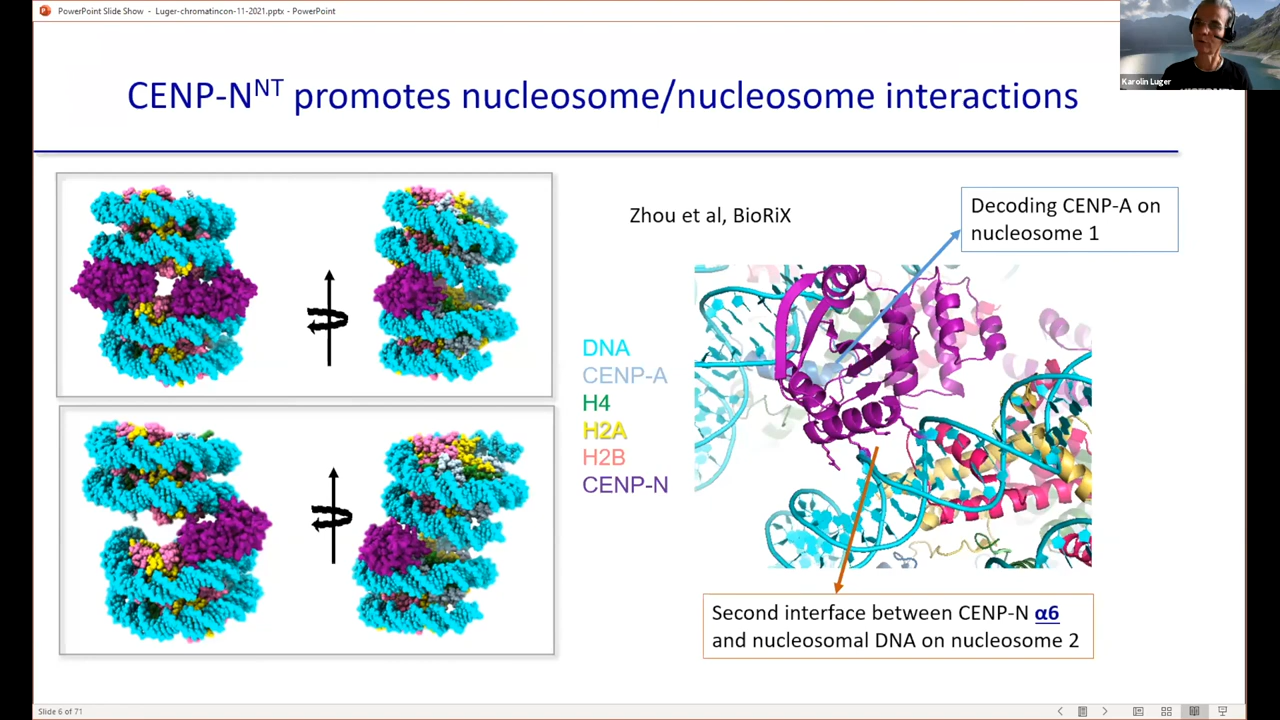 PowerPoint Slide Show - Luger-chromatincon-11-2021.pptx - PowerPoint
Karolin Luger
CENP-Nᴺᵀ promotes nucleosome/nucleosome interactions
Zhou et al, BioRiX
Decoding CENP-A on
nucleosome 1
DNA
CENP-A
H4
H2A
H2B
CENP-N
Second interface between CENP-N α6
and nucleosomal DNA on nucleosome 2
Slide 6 of 71